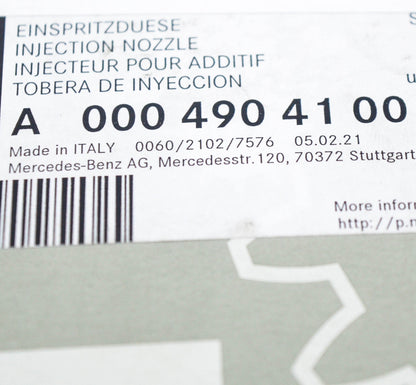 EINSPRITZDUESE
INJECTION NOZZLE
INJECTEUR POUR ADDITIF
TOBERA DE INYECCION
A 000 490 41 00
Made in ITALY 0060/2102/7576 05.02.21
Mercedes-Benz AG, Mercedesstr.120, 70372 Stuttgart
More infor
http://p.m